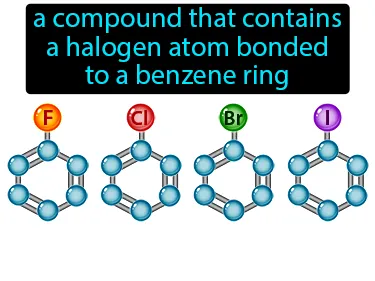 a compound that contains
a halogen atom bonded
to a benzene ring
F Cl Br I